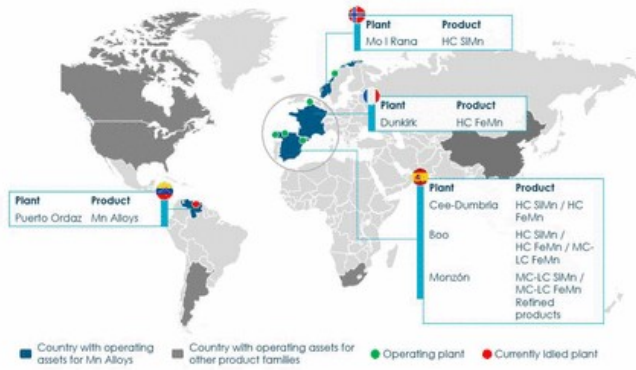 Plant Product
Mo I Rana HC SiMn
Plant Product
Dunkirk HC FeMn
Plant Product
Cee-Dumbria HC SiMn / HC
FeMn
Boo HC SiMn /
HC FeMn / MC-
LC FeMn
Monzón MC-LC SiMn /
MC-LC FeMn
Refined
products
Plant Product
Puerto Ordaz Mn Alloys
Country with operating
assets for Mn Alloys
Country with operating assets for
other product families
Operating plant
Currently idled plant